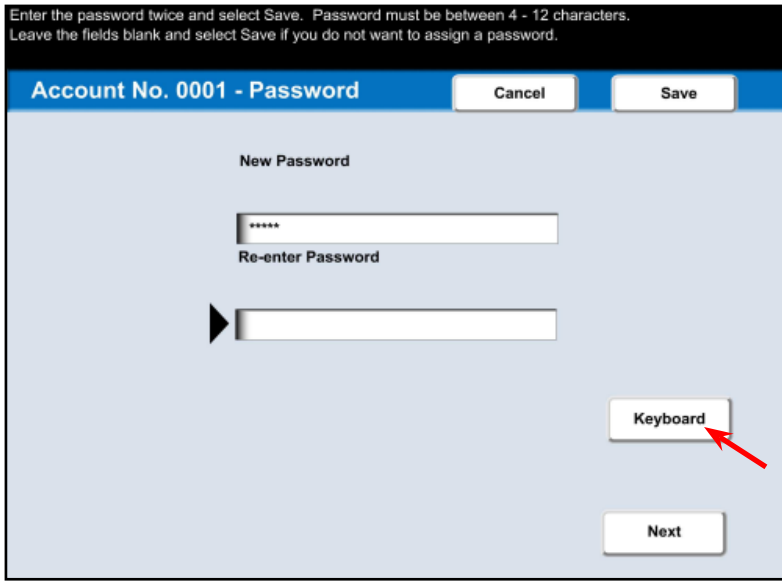 Enter the password twice and select Save. Password must be between 4 - 12 characters.
Leave the fields blank and select Save if you do not want to assign a password.
Account No. 0001 - Password
Cancel
Save
New Password
*****
Re-enter Password
Keyboard
Next